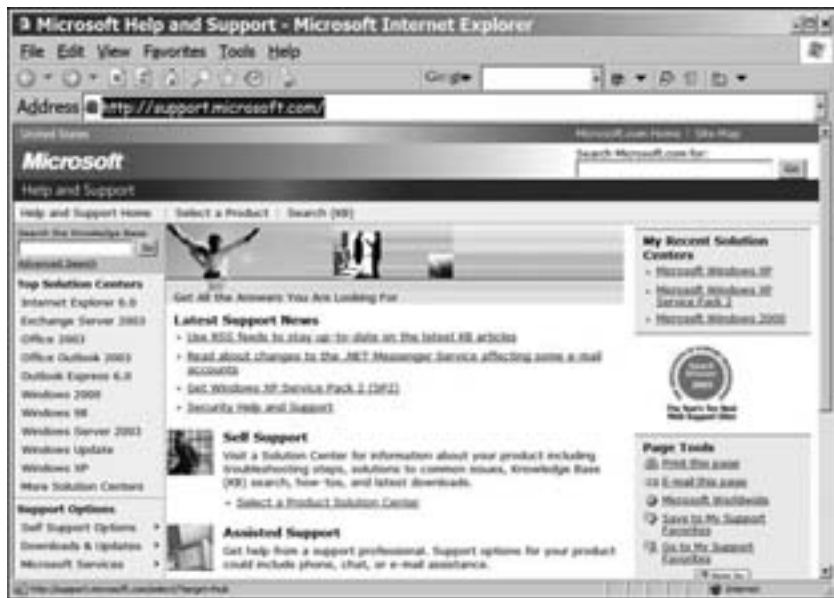 Microsoft Help and Support - Microsoft Internet Explorer
File Edit View Favorites Tools Help
Google
Address http://support.microsoft.com/
United States
Microsoft.com Home | Site Map
Microsoft
Search Microsoft.com for:
Go
Help and Support
Help and Support Home | Select a Product | Search (KB)
Search the Knowledge Base
Go
Advanced Search
Top Solution Centers
Internet Explorer 6.0
Exchange Server 2003
Office 2003
Office Outlook 2003
Outlook Express 6.0
Windows 2000
Windows 98
Windows Server 2003
Windows Update
Windows XP
More Solution Centers
Support Options
Self Support Options
Downloads & Updates
Microsoft Services
Get All the Answers You Are Looking For
Latest Support News
Use RSS feeds to stay up-to-date on the latest KB articles
Read about changes to the .NET Messenger Service affecting some e-mail
accounts
Get Windows XP Service Pack 2 (SP2)
Security Help and Support
Self Support
Visit a Solution Center for information about your product including
troubleshooting steps, solutions to common issues, Knowledge Base
(KB) search, how-tos, and latest downloads.
Select a Product Solution Center
Assisted Support
Get help from a support professional. Support options for your product
could include phone, chat, or e-mail assistance.
My Recent Solution
Centers
Microsoft Windows XP
Microsoft Windows XP
Service Pack 2
Microsoft Windows 2000
The Year's Ten Best
Web Support Sites
Page Tools
Print this page
E-mail this page
Microsoft Worldwide
Save to My Support
Favorites
Go to My Support
Favorites
Internet